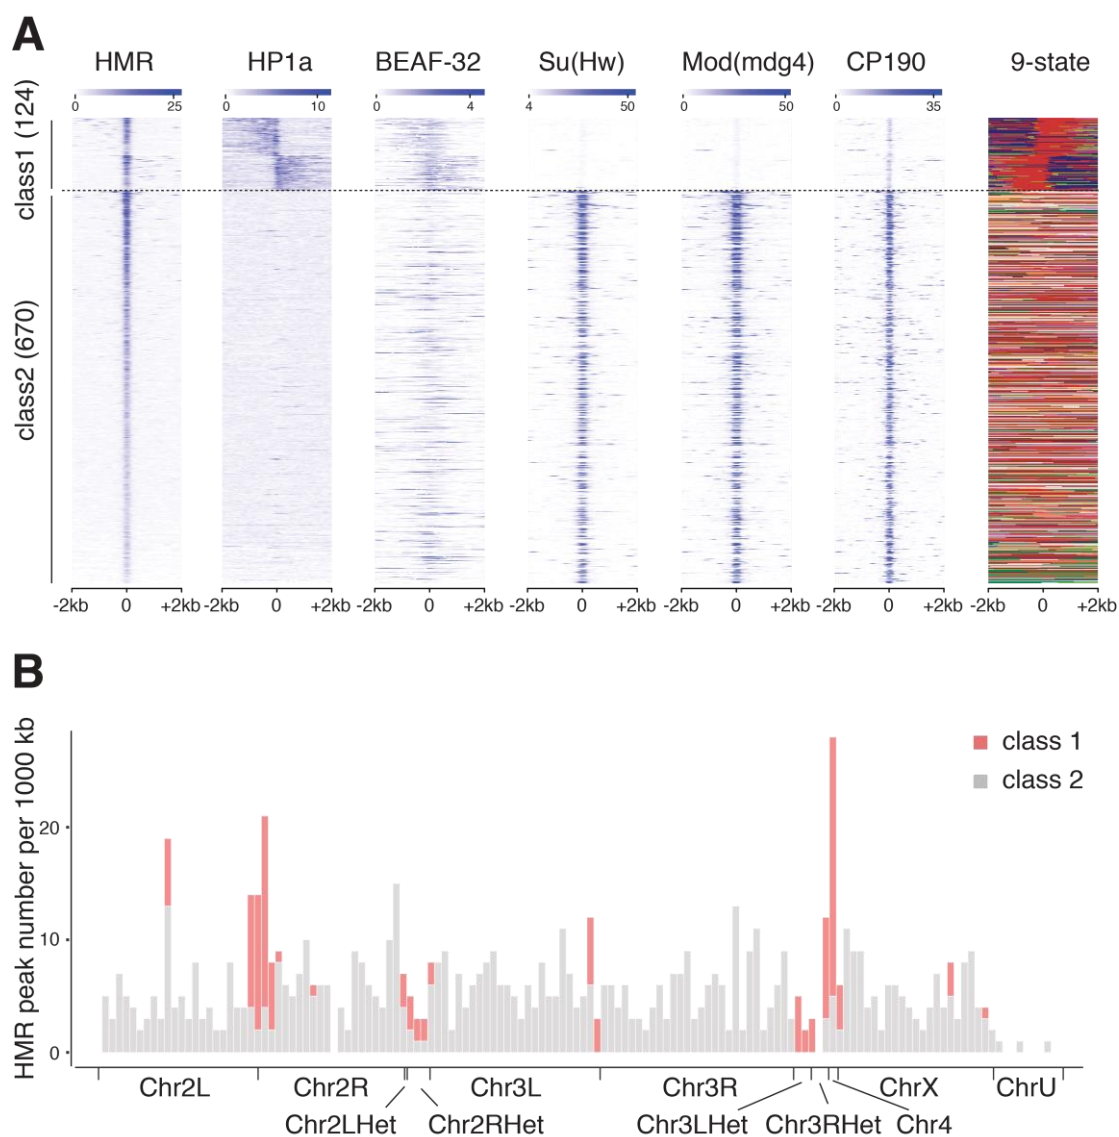 A
HMR HP1a BEAF-32 Su(Hw) Mod(mdg4) CP190 9-state
0 25 0 10 0 4 4 50 0 50 0 35
class1 (124)
class2 (670)
-2kb 0 +2kb -2kb 0 +2kb -2kb 0 +2kb -2kb 0 +2kb -2kb 0 +2kb -2kb 0 +2kb -2kb 0 +2kb
B
HMR peak number per 1000 kb
class 1
class 2
20
10
0
Chr2L Chr2R Chr3L Chr3R ChrX ChrU
Chr2LHet Chr2RHet Chr3LHet Chr3RHet Chr4